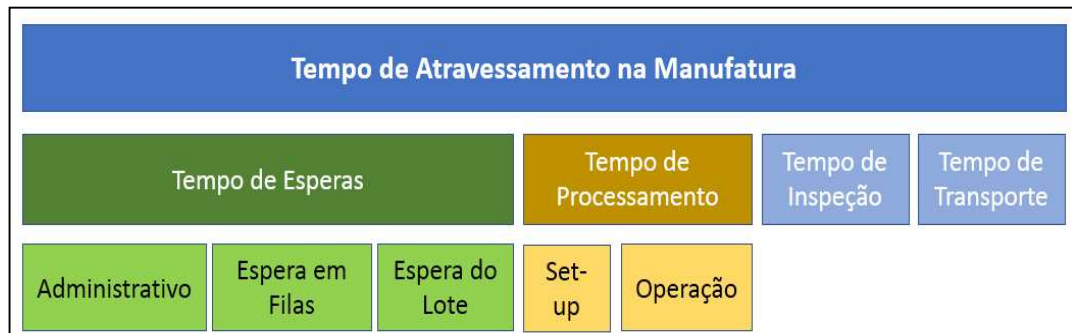 Tempo de Atravessamento na Manufatura
Tempo de Esperas
Tempo de
Processamento
Tempo de
Inspeção
Tempo de
Transporte
Administrativo
Espera em
Filas
Espera do
Lote
Set-
up
Operação